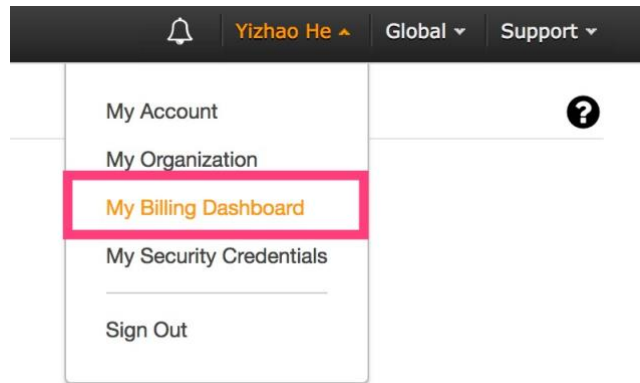 Yizhao He Global Support
My Account
My Organization
My Billing Dashboard
My Security Credentials
Sign Out